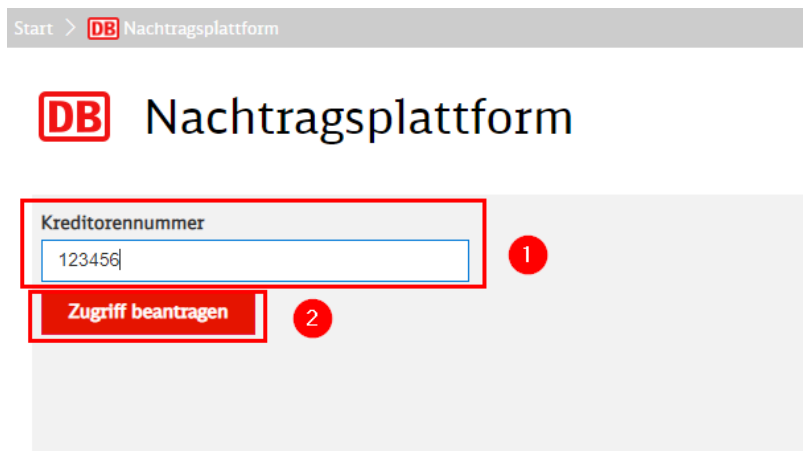 Start > DB Nachtragsplattform
DB Nachtragsplattform
Kreditorennummer
123456
1
Zugriff beantragen
2